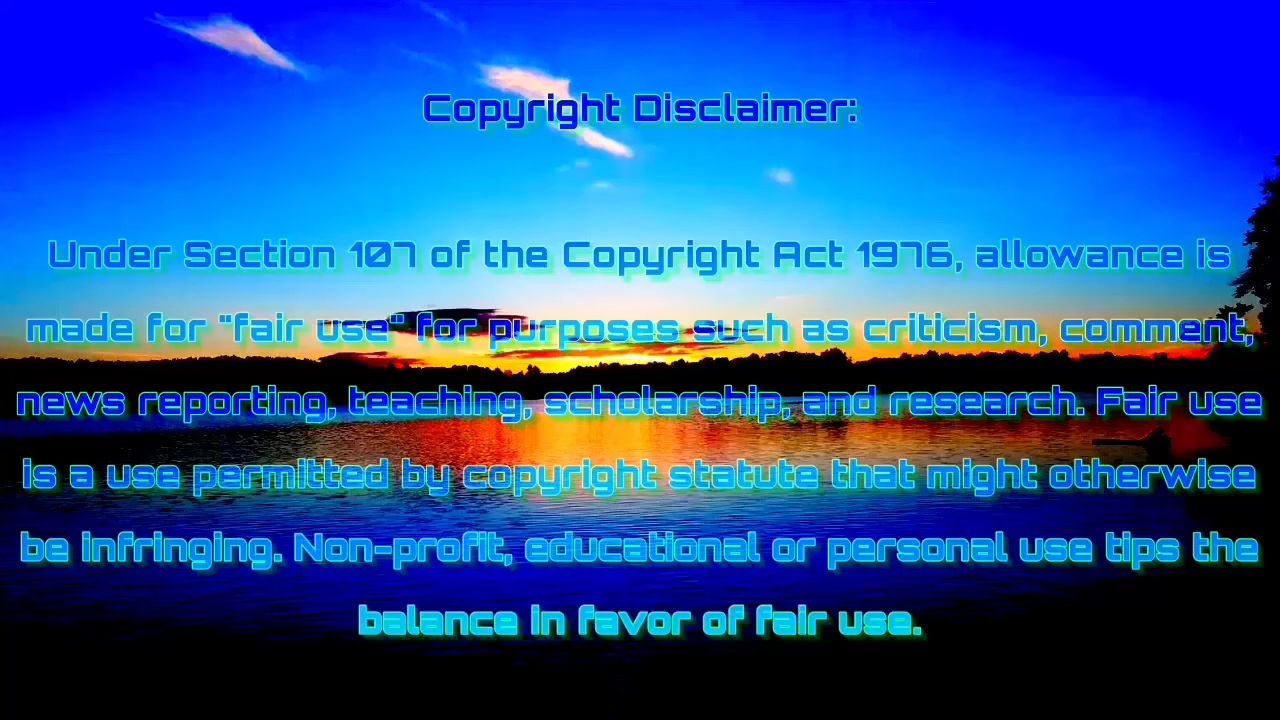 Copyright Disclaimer:
Under Section 107 of the Copyright Act 1976, allowance is
made for "fair use" for purposes such as criticism, comment,
news reporting, teaching, scholarship, and research. Fair use
is a use permitted by copyright statute that might otherwise
be infringing. Non-profit, educational or personal use tips the
balance in favor of fair use.